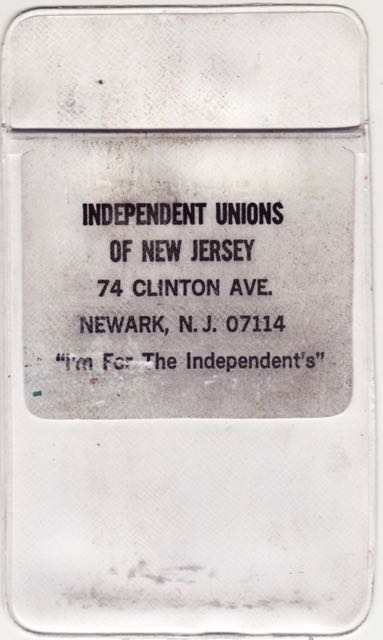 INDEPENDENT UNIONS
OF NEW JERSEY
74 CLINTON AVE.
NEWARK, N.J. 07114
"I'm For The Independent's"